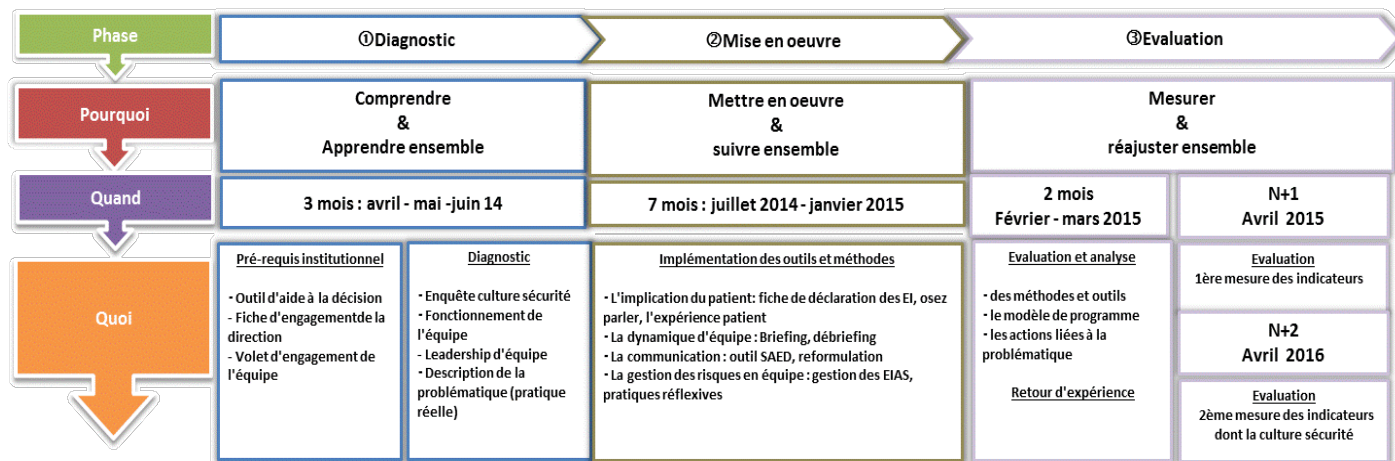 Phase
①Diagnostic
②Mise en oeuvre
③Evaluation
Pourquoi
Comprendre
&
Apprendre ensemble
Mettre en oeuvre
&
suivre ensemble
Mesurer
&
réajuster ensemble
Quand
3 mois : avril - mai -juin 14
7 mois : juillet 2014 - janvier 2015
2 mois
Février - mars 2015
N+1
Avril 2015
Quoi
Pré-requis institutionnel
- Outil d'aide à la décision
- Fiche d'engagementde la
direction
- Volet d'engagement de
l'équipe
Diagnostic
- Enquête culture sécurité
- Fonctionnement de
l'équipe
- Leadership d'équipe
- Description de la
problématique (pratique
réelle)
Implémentation des outils et méthodes
- L'implication du patient: fiche de déclaration des EI, osez
parler, l'expérience patient
- La dynamique d'équipe : Briefing, débriefing
- La communication : outil SAED, reformulation
- La gestion des risques en équipe : gestion des EIAS,
pratiques réflexives
Evaluation et analyse
- des méthodes et outils
- le modèle de programme
- les actions liées à la
problématique
Retour d'expérience
Evaluation
1ère mesure des indicateurs
N+2
Avril 2016
Evaluation
2ème mesure des indicateurs
dont la culture sécurité